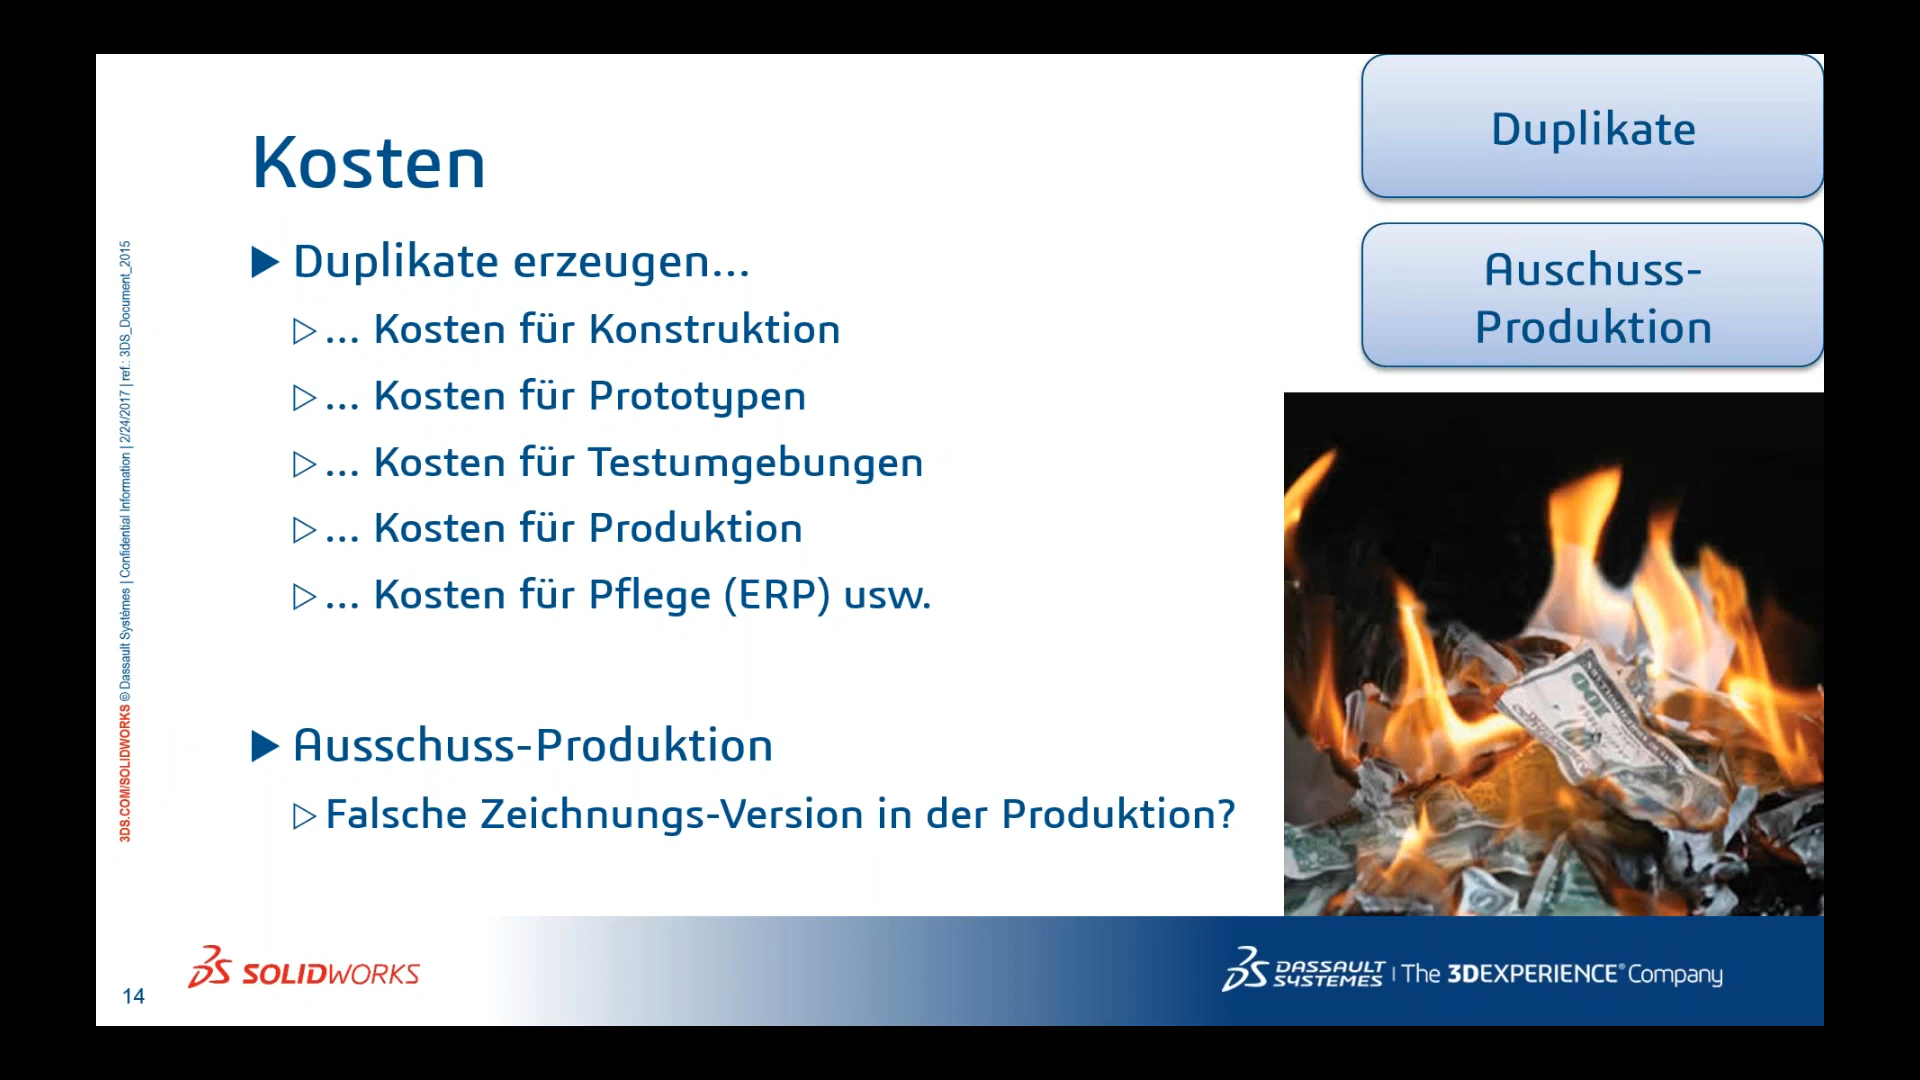 Kosten
Duplikate
Auschuss-
Produktion
Duplikate erzeugen...
... Kosten für Konstruktion
... Kosten für Prototypen
... Kosten für Testumgebungen
... Kosten für Produktion
... Kosten für Pflege (ERP) usw.
Ausschuss-Produktion
Falsche Zeichnungs-Version in der Produktion?
3DS.COM/SOLIDWORKS © Dassault Systèmes | Confidential Information | 2/24/2017 | ref.: 3DS_Document_2015
100
14
SOLIDWORKS
DASSAULT
SYSTEMES
| The 3DEXPERIENCE® Company